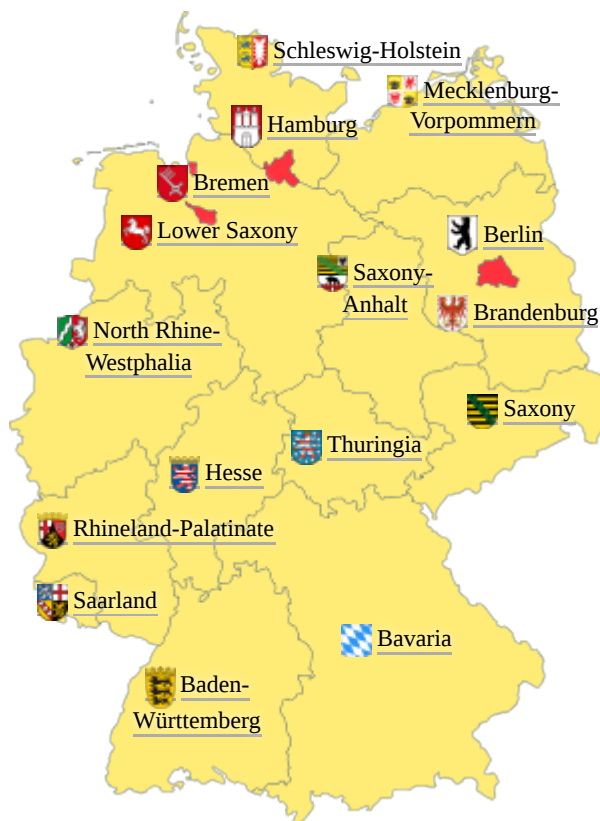 Schleswig-Holstein
Mecklenburg-
Vorpommern
Hamburg
Bremen
Lower Saxony
Berlin
Saxony-
Anhalt
Brandenburg
North Rhine-
Westphalia
Saxony
Thuringia
Hesse
Rhineland-Palatinate
Saarland
Bavaria
Baden-
Württemberg